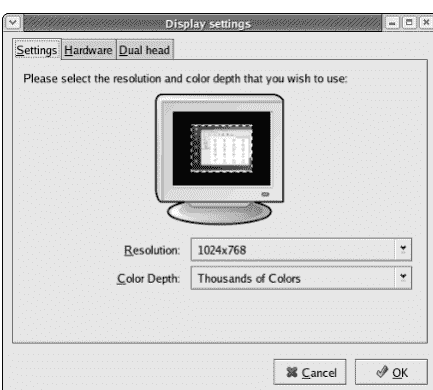 Display settings
Settings Hardware Dual head
Please select the resolution and color depth that you wish to use:
Resolution: 1024x768
Color Depth: Thousands of Colors
Cancel OK